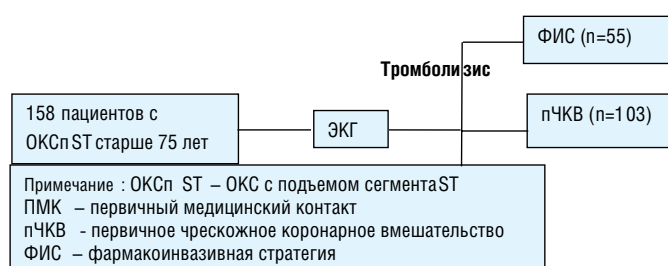 ФИС (n=55)
Тромболизис
158 пациентов с
ОКСп ST старше 75 лет
ЭКГ
пЧКВ (n=103)
Примечание : ОКСп ST – ОКС с подъемом сегмента ST
ПМК – первичный медицинский контакт
пЧКВ - первичное чрескожное коронарное вмешательство
ФИС – фармакоинвазивная стратегия